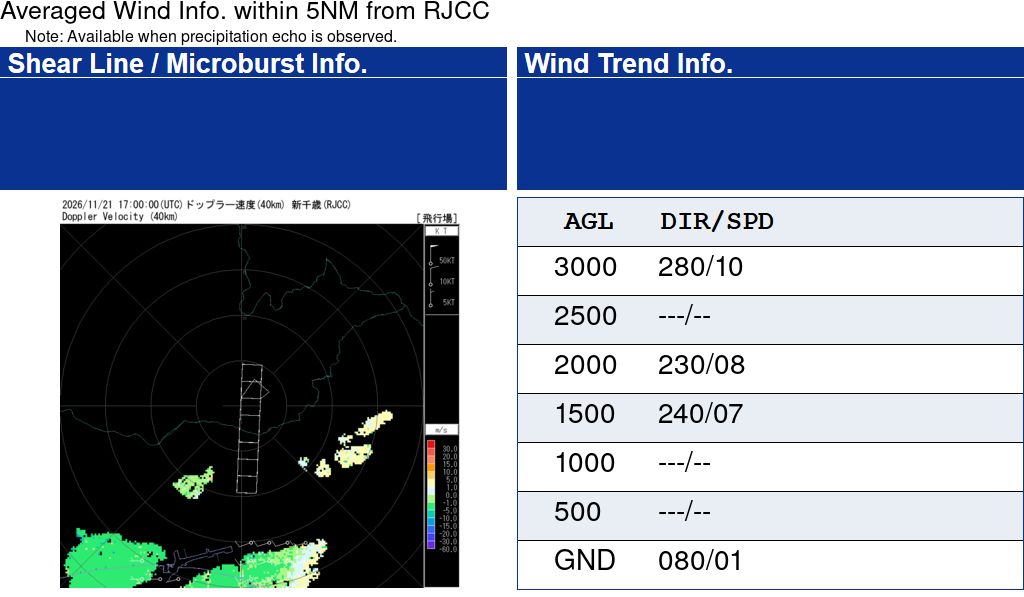 Averaged Wind Info. within 5NM from RJCC
Note: Available when precipitation echo is observed.
Shear Line / Microburst Info.
Wind Trend Info.
2026/11/21 17:00:00(UTC) ドップラー速度(40km) 新千歳(RJCC)
Doppler Velocity (40km)
[飛行場]
KT
50KT
10KT
5KT
m/s
30.0
20.0
15.0
10.0
5.0
1.0
0.0
-1.0
-5.0
-10.0
-15.0
-20.0
-30.0
-60.0
AGL DIR/SPD
3000 280/10
2500 ---/--
2000 230/08
1500 240/07
1000 ---/--
500 ---/--
GND 080/01